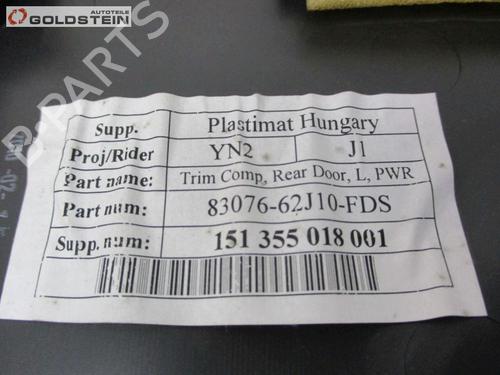 AUTOTEILE
GOLDSTEIN
B-PARTS
Supp. Plastimat Hungary
Proj/Rider YN2 J1
Part name: Trim Comp, Rear Door, L, PWR
Part num: 83076-62J10-FDS
Supp. num: 151 355 018 001